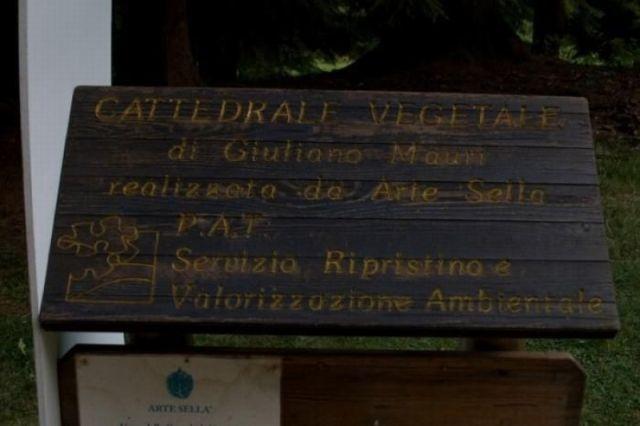 CATTEDRALE VEGETALE
di Giuliano Mauri
realizzata da Arte Sella
P.A.T.
Servizio Ripristino e
Valorizzazione Ambientale
ARTE SELLA